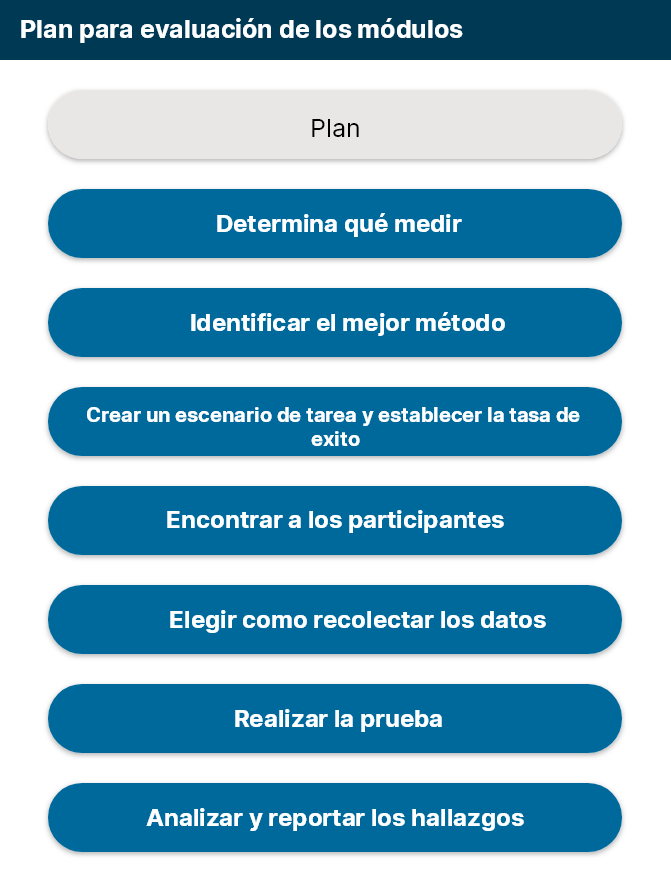 Plan para evaluación de los módulos
Plan
Determina qué medir
Identificar el mejor método
Crear un escenario de tarea y establecer la tasa de
exito
Encontrar a los participantes
Elegir como recolectar los datos
Realizar la prueba
Analizar y reportar los hallazgos